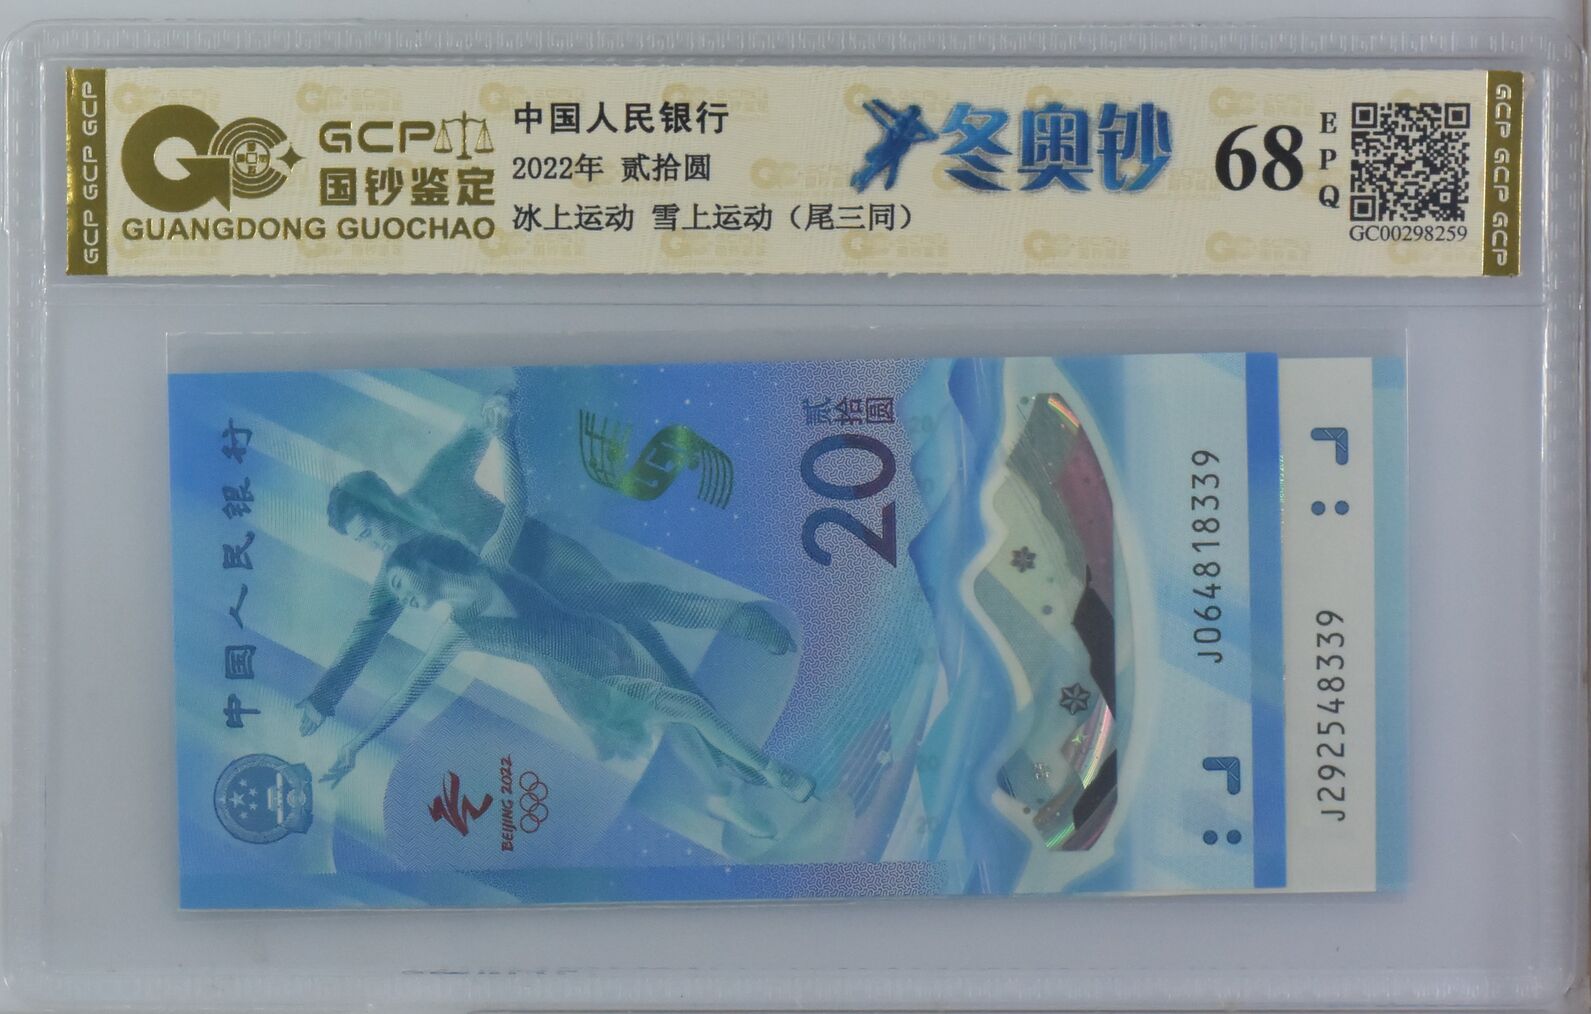 GCP GCP GCP
GCP
国钞鉴定
GUANGDONG GUOCHAO
中国人民银行
2022年 贰拾圆
冰上运动 雪上运动（尾三同）
冬奥钞
68
EPQ
GC00298259
GCP GCP GCP
中国人民银行
BEIJING 2022
贰拾圆
20
J064818339
J292548339